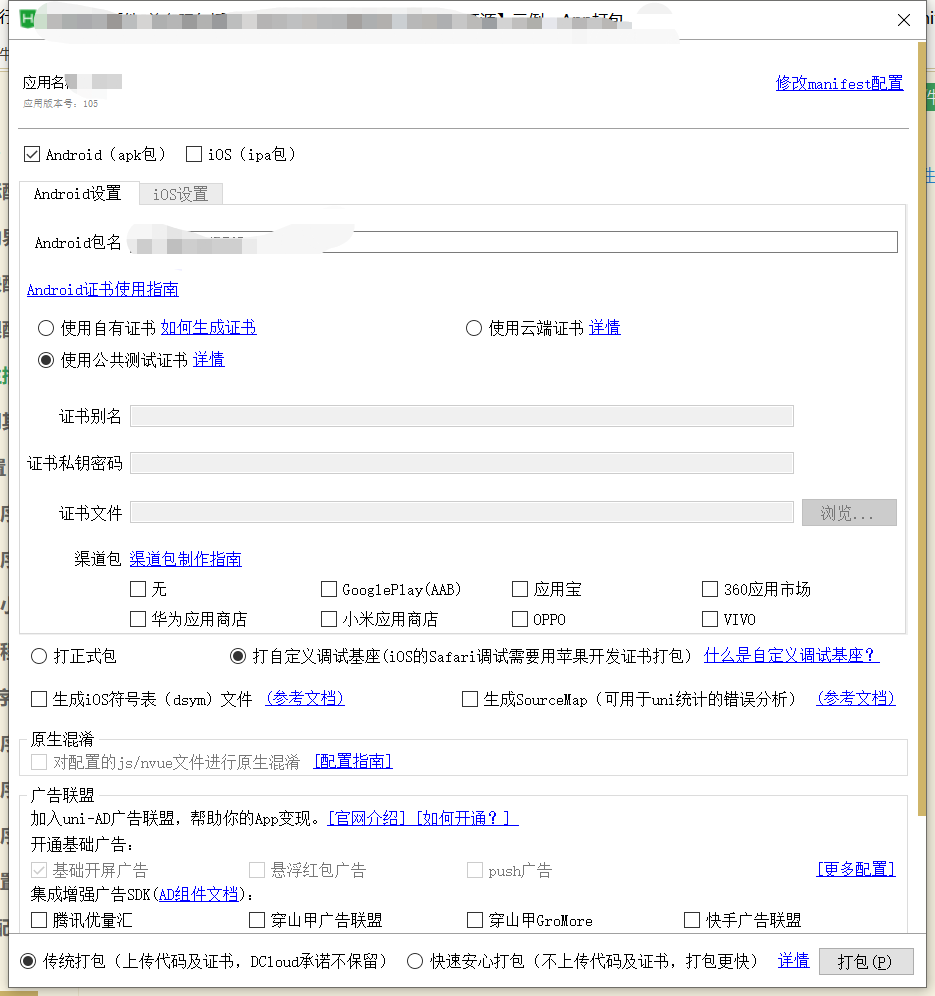 App打包
应用名
应用版本号: 105
修改manifest配置
Android（apk包） iOS（ipa包）
Android设置 iOS设置
Android包名
Android证书使用指南
使用自有证书 如何生成证书 使用云端证书 详情
使用公共测试证书 详情
证书别名
证书私钥密码
证书文件 浏览...
渠道包 渠道包制作指南
无 GooglePlay(AAB) 应用宝 360应用市场
华为应用商店 小米应用商店 OPPO VIVO
打正式包 打自定义调试基座(iOS的Safari调试需要用苹果开发证书打包） 什么是自定义调试基座？
生成iOS符号表（dsym）文件 (参考文档) 生成SourceMap（可用于uni统计的错误分析） (参考文档)
原生混淆
对配置的js/nvue文件进行原生混淆 [配置指南]
广告联盟
加入uni-AD广告联盟，帮助你的App变现。[官网介绍] [如何开通？]
开通基础广告：
基础开屏广告 悬浮红包广告 push广告 [更多配置]
集成增强广告SDK(AD组件文档)：
腾讯优量汇 穿山甲广告联盟 穿山甲GroMore 快手广告联盟
传统打包（上传代码及证书，DCloud承诺不保留） 快速安心打包（不上传代码及证书，打包更快） 详情 打包(P)